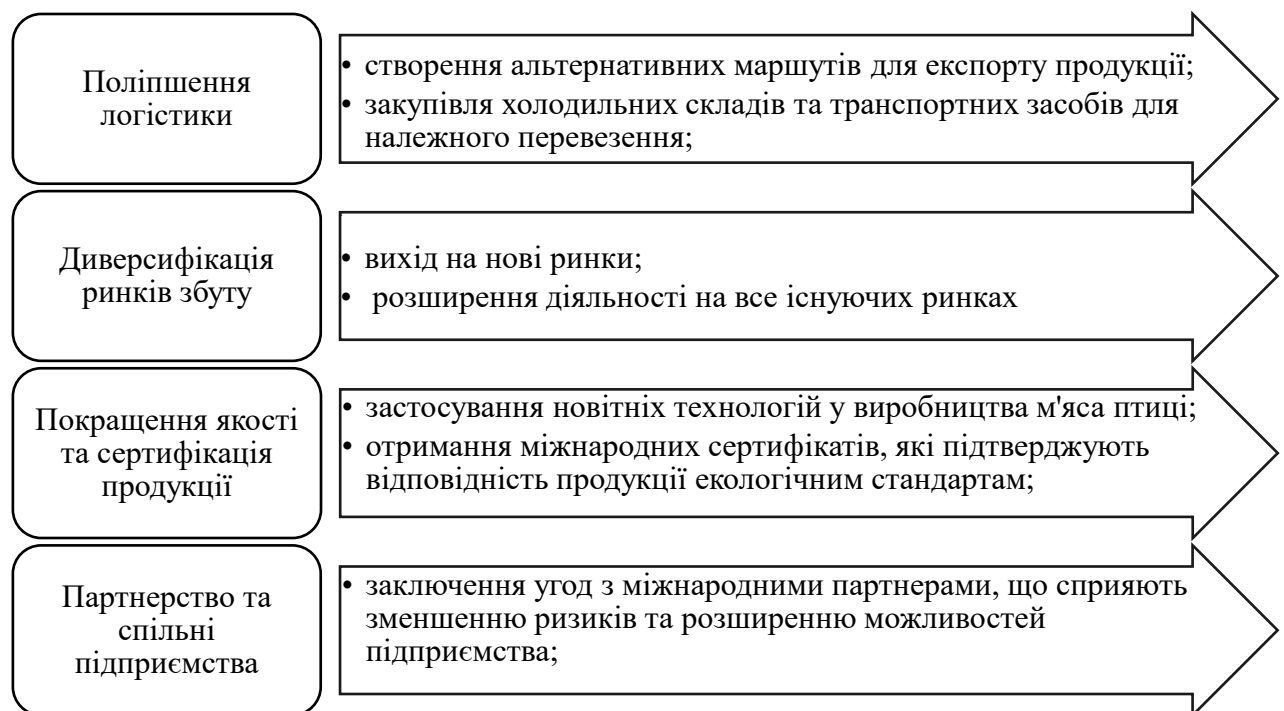 Поліпшення
логістики
• створення альтернативних маршутів для експорту продукції;
• закупівля холодильних складів та транспортних засобів для
належного перевезення;
Диверсифікація
ринків збуту
• вихід на нові ринки;
• розширення діяльності на все існуючих ринках
Покращення якості
та сертифікація
продукції
• застосування новітніх технологій у виробництва м'яса птиці;
• отримання міжнародних сертифікатів, які підтверджують
відповідність продукції екологічним стандартам;
Партнерство та
спільні
підприємства
• заключення угод з міжнародними партнерами, що сприяють
зменшенню ризиків та розширенню можливостей
підприємства;